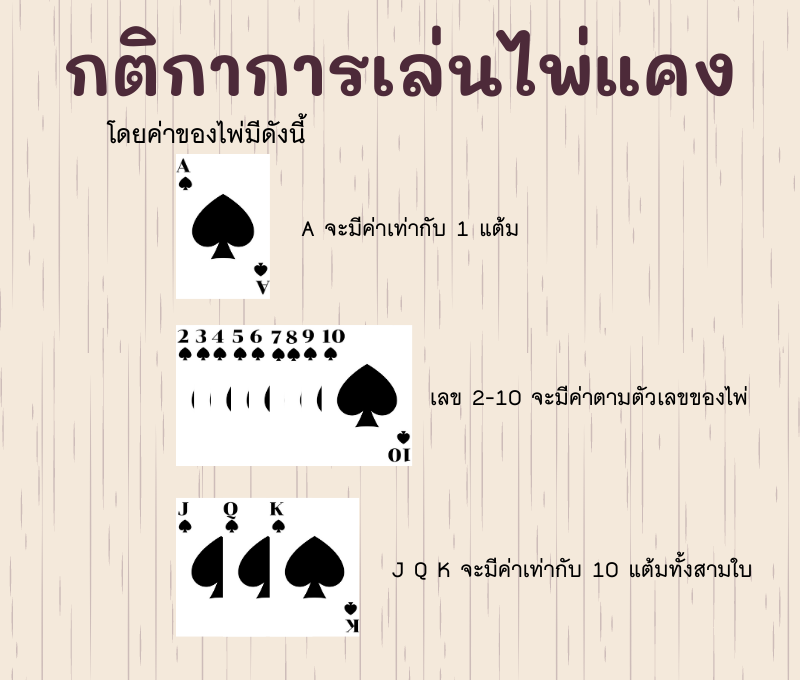 กติกาการเล่นไพ่แคง
โดยค่าของไพ่มีดังนี้
A
A จะมีค่าเท่ากับ 1 แต้ม
A
2 3 4 5 6 7 8 9 10
เลข 2-10 จะมีค่าตามตัวเลขของไพ่
10
J Q K
J Q K จะมีค่าเท่ากับ 10 แต้มทั้งสามใบ
K